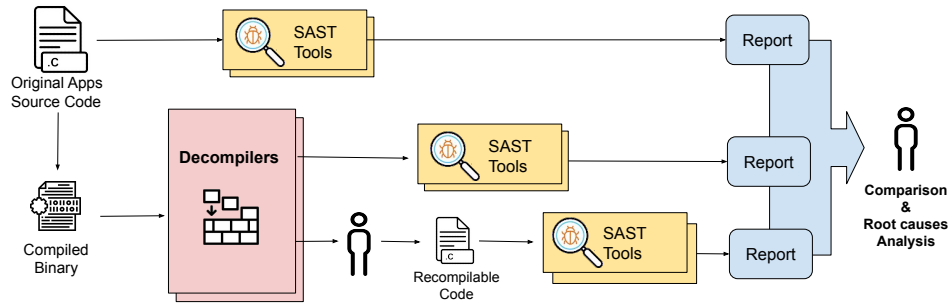 .C
Original Apps
Source Code
SAST
Tools
Report
Decompilers
SAST
Tools
Report
Comparison
&
Root causes
Analysis
Compiled
Binary
.C
Recompilable
Code
SAST
Tools
Report